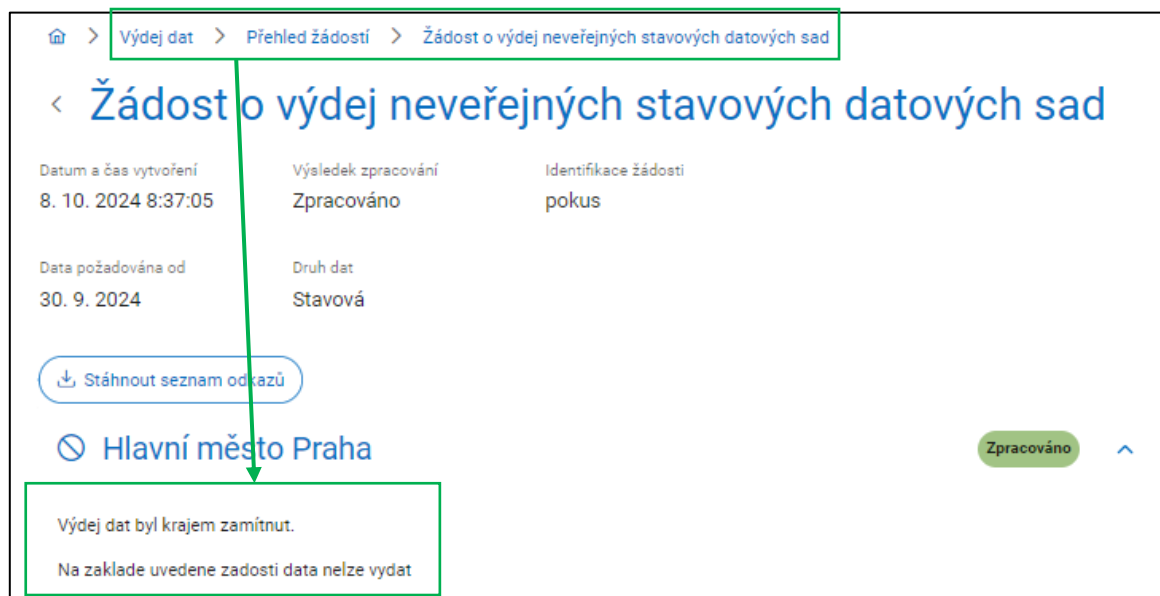 Výdej dat > Přehled žádostí > Žádost o výdej neveřejných stavových datových sad
< Žádost o výdej neveřejných stavových datových sad
Datum a čas vytvoření Výsledek zpracování Identifikace žádosti
8. 10. 2024 8:37:05 Zpracováno pokus
Data požadována od Druh dat
30. 9. 2024 Stavová
Stáhnout seznam odkazů
Hlavní město Praha Zpracováno
Výdej dat byl krajem zamítnut.
Na zaklade uvedene zadosti data nelze vydat